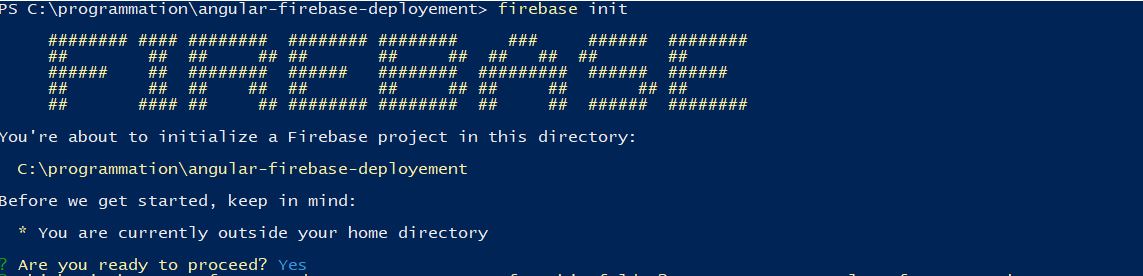 PS C:\programmation\angular-firebase-deployement> firebase init
######## #### ########  ######## ########     ###     ######  ########
##        ##  ##     ## ##       ##     ##  ##   ##  ##       ##
######    ##  ########  ######   ########  #########  ######  ######
##        ##  ##    ##  ##       ##     ## ##     ##       ## ##
##       #### ##     ## ######## ########  ##     ##  ######  ########
You're about to initialize a Firebase project in this directory:
C:\programmation\angular-firebase-deployement
Before we get started, keep in mind:
* You are currently outside your home directory
? Are you ready to proceed? Yes